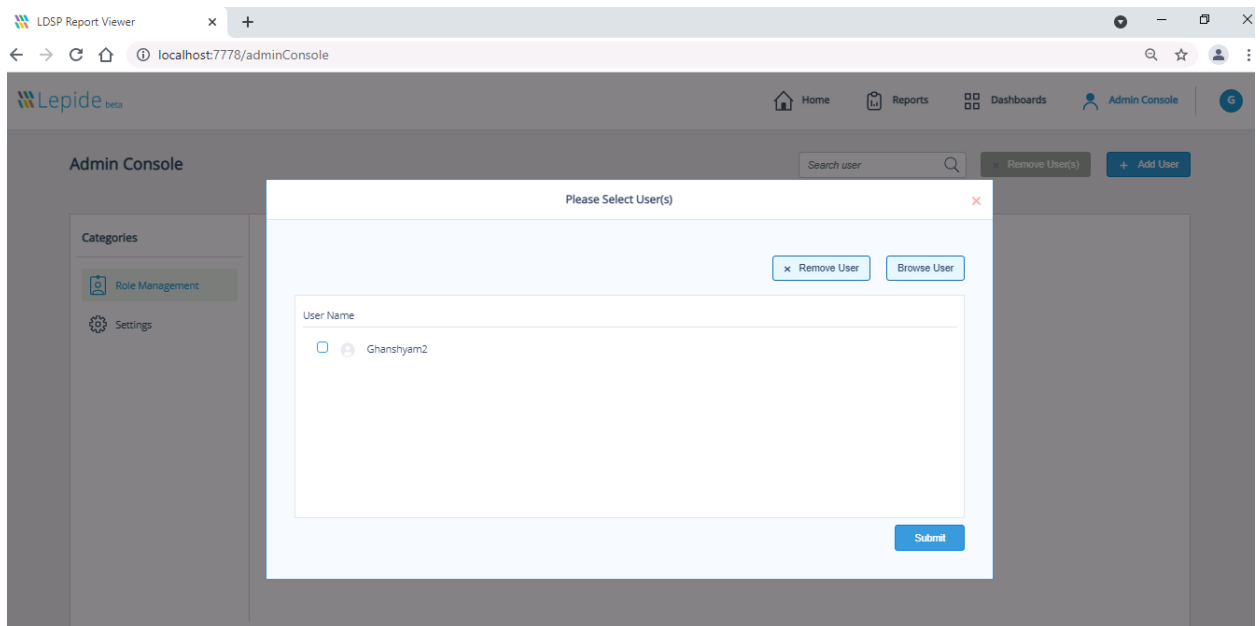 LDSP Report Viewer
localhost:7778/adminConsole
Lepide beta
Home Reports Dashboards Admin Console G
Admin Console
Search user × Remove User(s) + Add User
Please Select User(s) ×
Categories
Role Management
Settings
× Remove User Browse User
User Name
Ghanshyam2
Submit